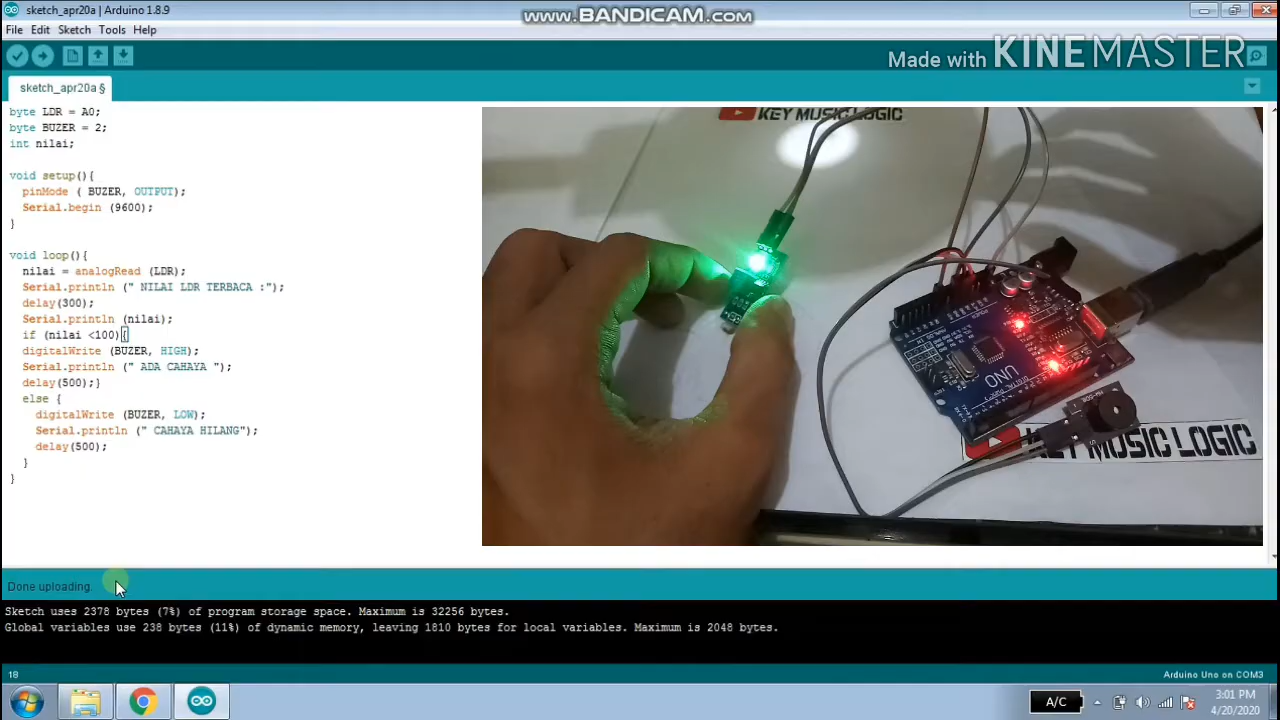 sketch_apr20a | Arduino 1.8.9
www.BANDICAM.com
File Edit Sketch Tools Help
Made with KINEMASTER
sketch_apr20a §
byte LDR = A0;
byte BUZER = 2;
int nilai;
void setup(){
pinMode ( BUZER, OUTPUT);
Serial.begin (9600);
}
void loop(){
nilai = analogRead (LDR);
Serial.println (" NILAI LDR TERBACA :");
delay(300);
Serial.println (nilai);
if (nilai <100){
digitalWrite (BUZER, HIGH);
Serial.println (" ADA CAHAYA ");
delay(500);}
else {
digitalWrite (BUZER, LOW);
Serial.println (" CAHAYA HILANG");
delay(500);
}
}
KEY MUSIC LOGIC
UNO
KEY MUSIC LOGIC
Done uploading.
Sketch uses 2378 bytes (7%) of program storage space. Maximum is 32256 bytes.
Global variables use 238 bytes (11%) of dynamic memory, leaving 1810 bytes for local variables. Maximum is 2048 bytes.
18
Arduino Uno on COM3
A/C
3:01 PM
4/20/2020